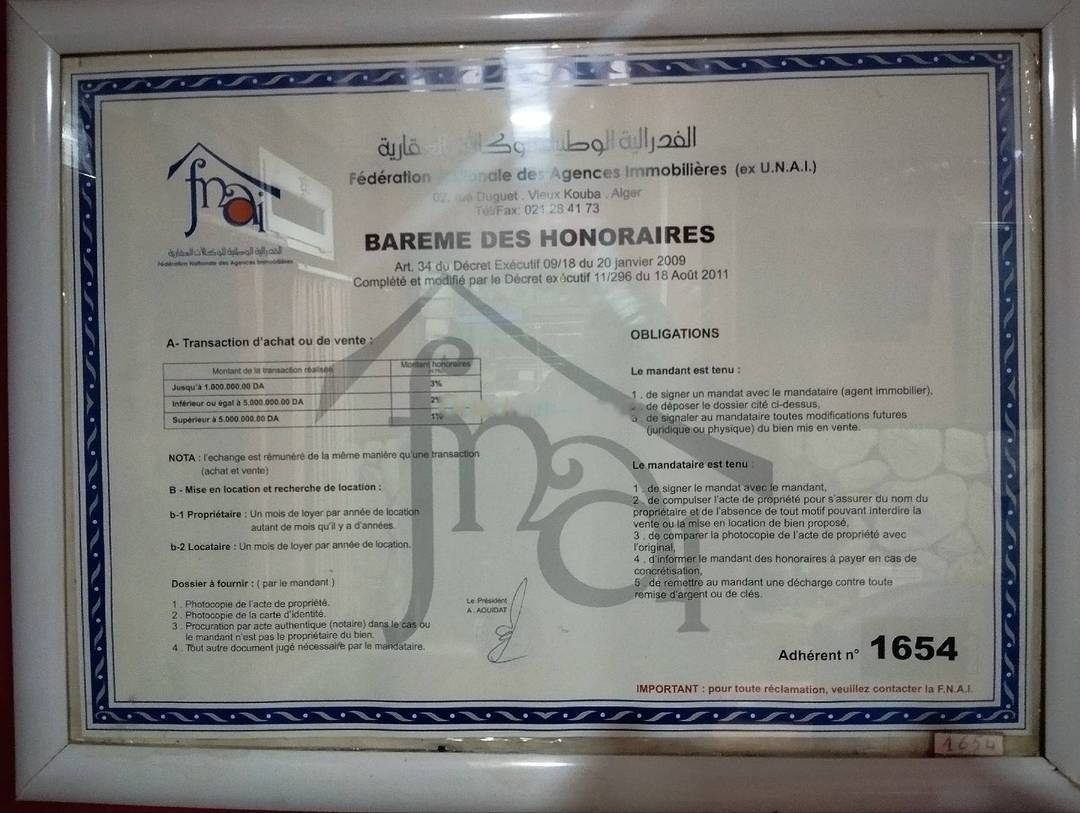 الفدرالية الوطنية لوكالات العقارية
Fédération Nationale des Agences Immobilières (ex U.N.A.I.)
02, rue Duguet . Vieux Kouba . Alger
Tél/Fax: 021 28 41 73
fnai
الفدرالية الوطنية للوكالات العقارية
Fédération Nationale des Agences Immobilières
BAREME DES HONORAIRES
Art. 34 du Décret Exécutif 09/18 du 20 janvier 2009
Complété et modifié par le Décret exécutif 11/296 du 18 Août 2011
A- Transaction d'achat ou de vente :
Montant de la transaction réalisée Montant honoraires
Jusqu'à 1.000.000.00 DA 3%
Inférieur ou égal à 5.000.000.00 DA 2%
Supérieur à 5.000.000.00 DA 1%
NOTA : l'echange est rémunéré de la même manière qu'une transaction
(achat et vente)
B - Mise en location et recherche de location :
b-1 Propriétaire : Un mois de loyer par année de location
autant de mois qu'il y a d'années.
b-2 Locataire : Un mois de loyer par année de location.
Dossier à fournir : ( par le mandant )
1 . Photocopie de l'acte de propriété.
2 . Photocopie de la carte d'identité.
3 . Procuration par acte authentique (notaire) dans le cas ou
le mandant n'est pas le propriétaire du bien.
4 . Tout autre document jugé nécessaire par le mandataire.
Le Président
A . AOUIDAT
OBLIGATIONS
Le mandant est tenu :
1 . de signer un mandat avec le mandataire (agent immobilier),
2 . de déposer le dossier cité ci-dessus,
3 . de signaler au mandataire toutes modifications futures
(juridique ou physique) du bien mis en vente.
Le mandataire est tenu :
1 . de signer le mandat avec le mandant,
2 . de compulser l'acte de propriété pour s'assurer du nom du
propriétaire et de l'absence de tout motif pouvant interdire la
vente ou la mise en location de bien proposé,
3 . de comparer la photocopie de l'acte de propriété avec
l'original,
4 . d'informer le mandant des honoraires à payer en cas de
concrétisation,
5 . de remettre au mandant une décharge contre toute
remise d'argent ou de clés.
Adhérent n° 1654
IMPORTANT : pour toute réclamation, veuillez contacter la F.N.A.I.
1654